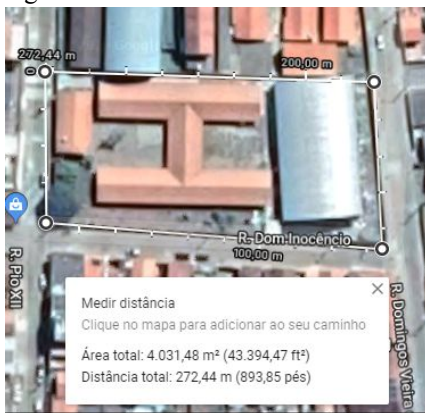 272,44 m
0
200,00 m
R. Dom.Inocêncio
100,00 m
R. Pio XII
R. Domingos Vieira
Medir distância
Clique no mapa para adicionar ao seu caminho
Área total: 4.031,48 m² (43.394,47 ft²)
Distância total: 272,44 m (893,85 pés)